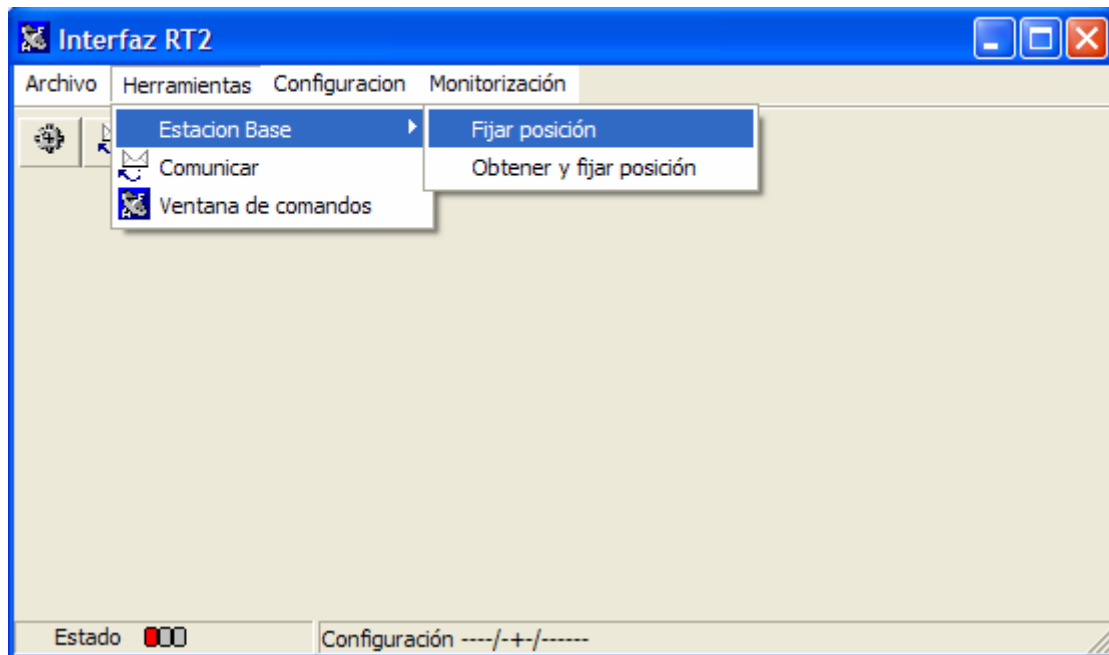 Interfaz RT2
Archivo Herramientas Configuracion Monitorización
Estacion Base Fijar posición
Comunicar Obtener y fijar posición
Ventana de comandos
Estado Configuración ----/-+-/------